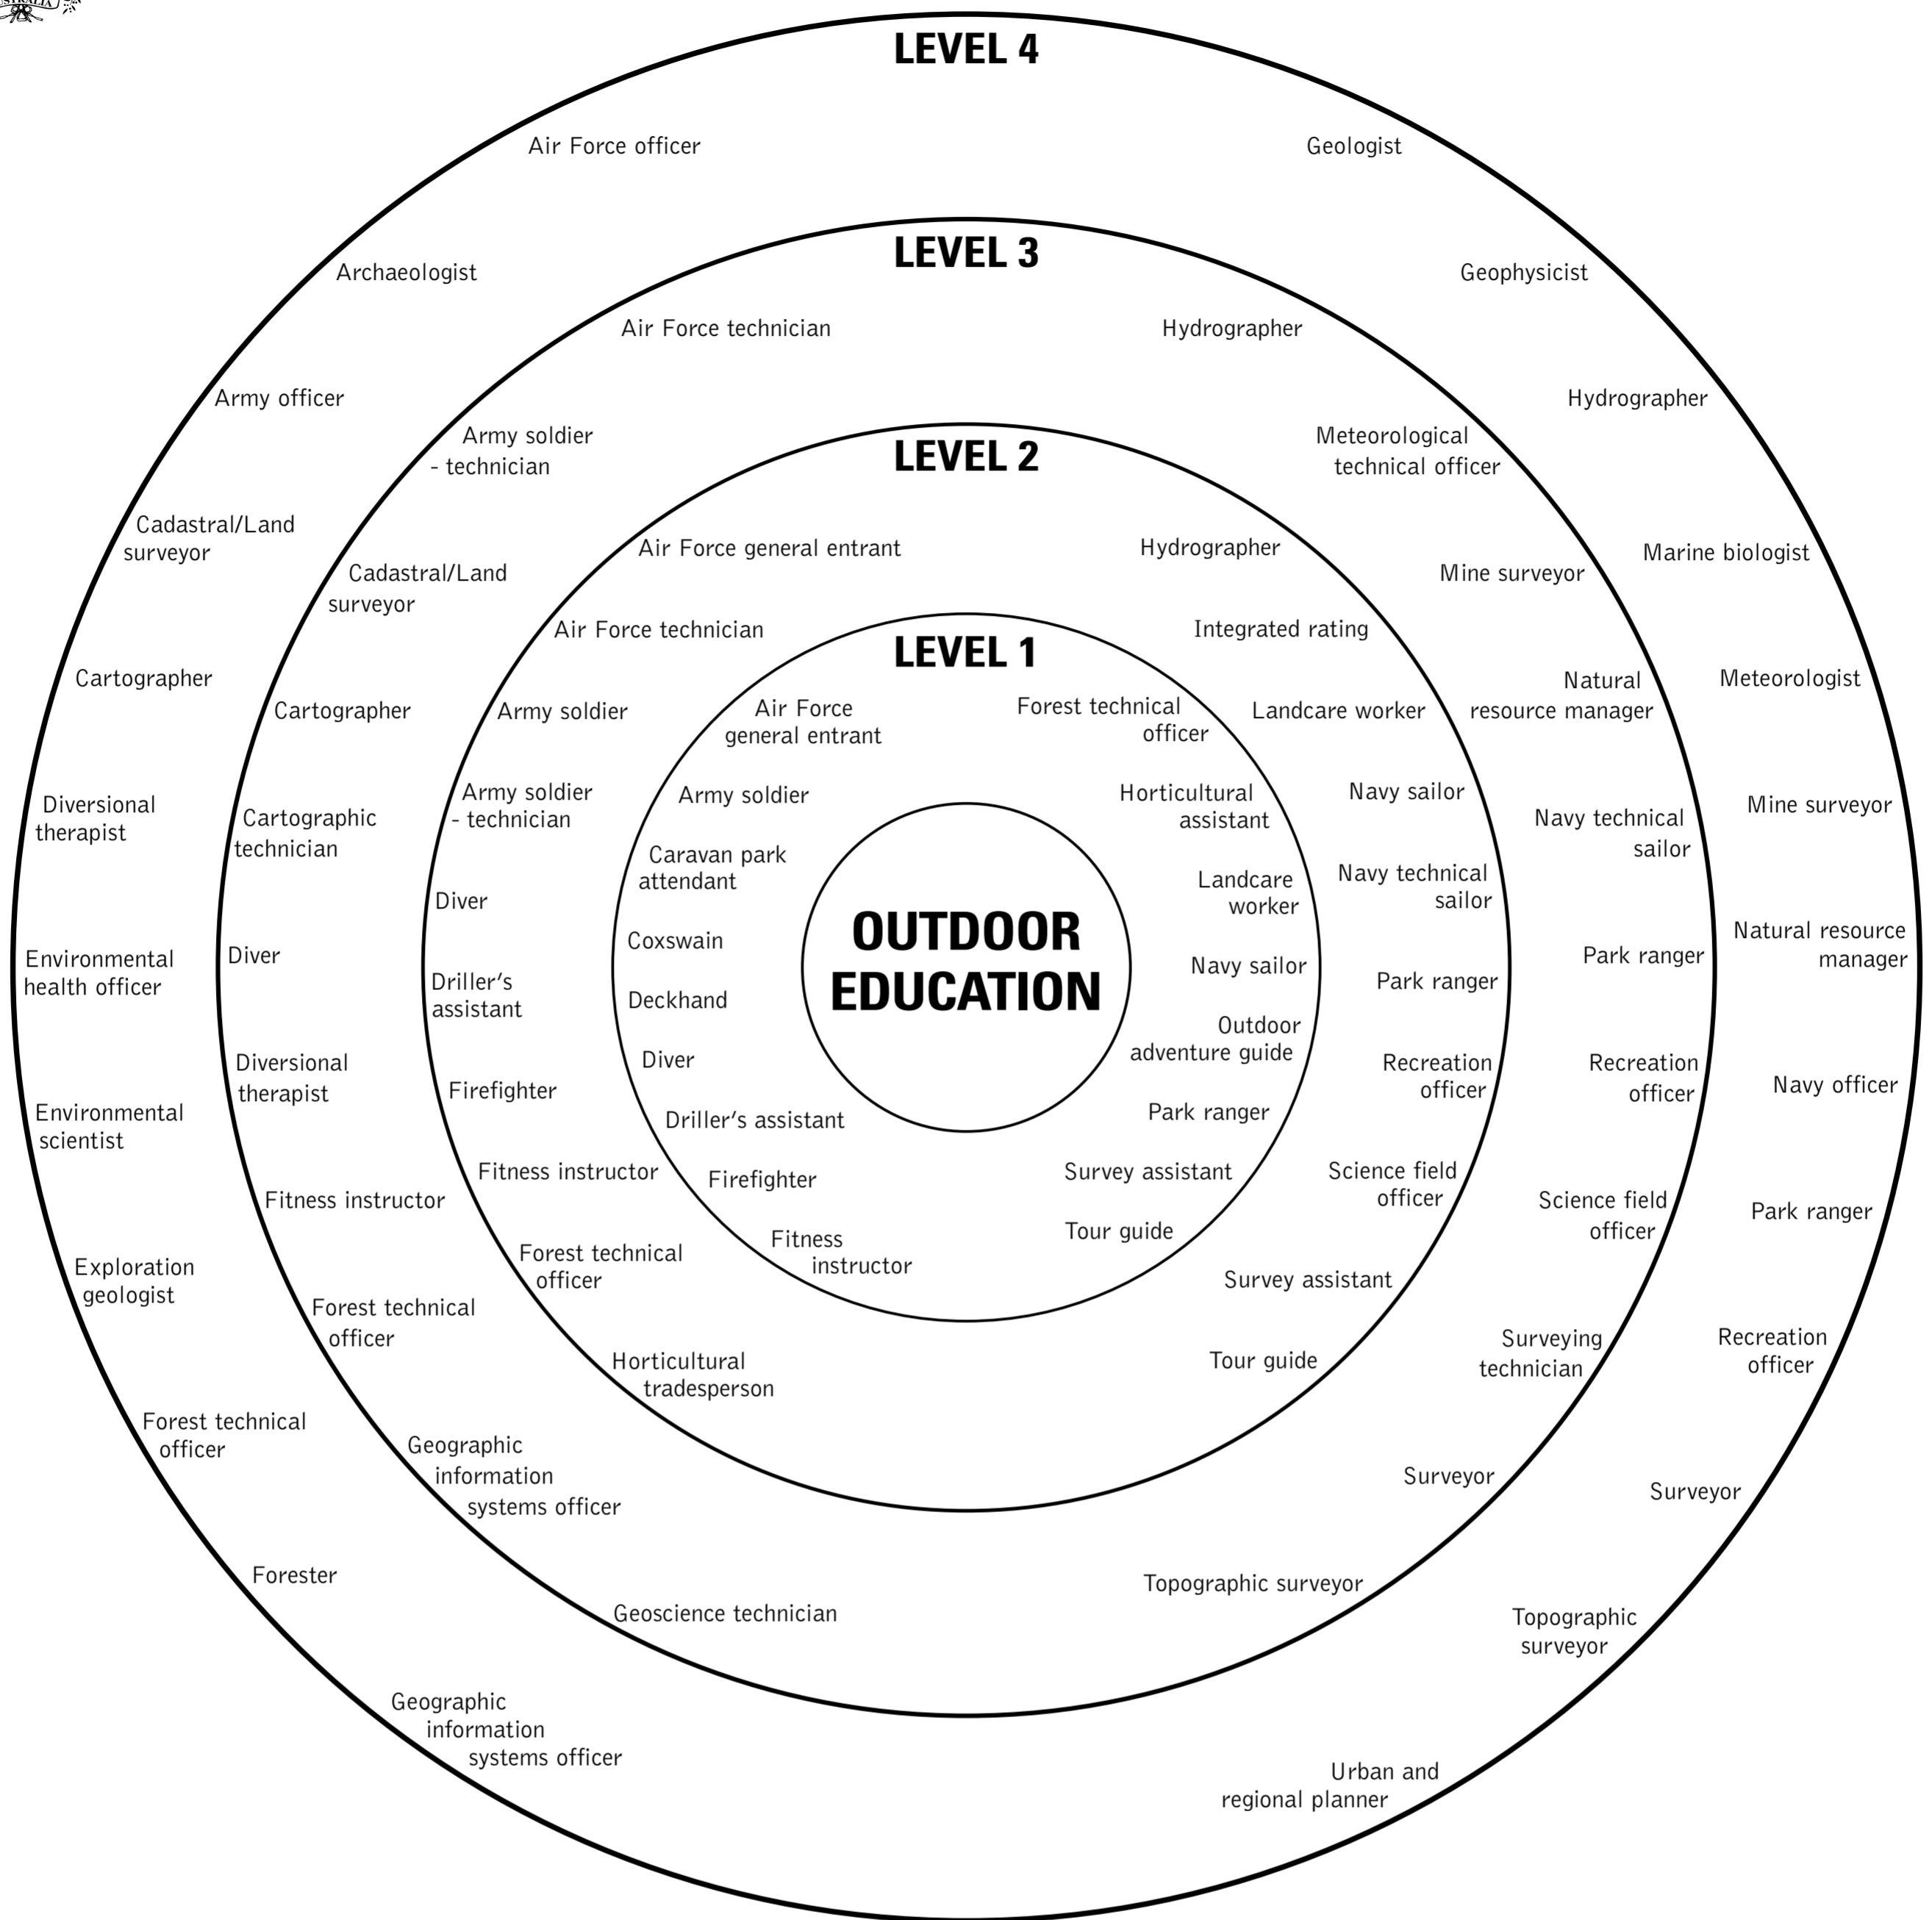 USTRALIA
LEVEL 4
Air Force officer
Archaeologist
Army officer
Cadastral/Land
surveyor
Cartographer
Diversional
therapist
Environmental
health officer
Environmental
scientist
Exploration
geologist
Forest technical
officer
Forester
Geographic
information
systems officer
Geologist
Geophysicist
Hydrographer
Marine biologist
Meteorologist
Mine surveyor
Natural resource
manager
Navy officer
Park ranger
Recreation
officer
Surveyor
Topographic
surveyor
Urban and
regional planner
LEVEL 3
Air Force technician
Army soldier
- technician
Cadastral/Land
surveyor
Cartographer
Cartographic
technician
Diver
Diversional
therapist
Fitness instructor
Forest technical
officer
Geographic
information
systems officer
Geoscience technician
Hydrographer
Meteorological
technical officer
Mine surveyor
Natural
resource manager
Navy technical
sailor
Park ranger
Recreation
officer
Science field
officer
Surveying
technician
Surveyor
Topographic surveyor
LEVEL 2
Air Force general entrant
Air Force technician
Army soldier
Army soldier
- technician
Diver
Driller’s
assistant
Firefighter
Fitness instructor
Forest technical
officer
Horticultural
tradesperson
Hydrographer
Integrated rating
Landcare worker
Navy sailor
Navy technical
sailor
Park ranger
Recreation
officer
Science field
officer
Survey assistant
Tour guide
LEVEL 1
Air Force
general entrant
Army soldier
Caravan park
attendant
Coxswain
Deckhand
Diver
Driller’s assistant
Firefighter
Fitness
instructor
Forest technical
officer
Horticultural
assistant
Landcare
worker
Navy sailor
Outdoor
adventure guide
Park ranger
Survey assistant
Tour guide
OUTDOOR
EDUCATION